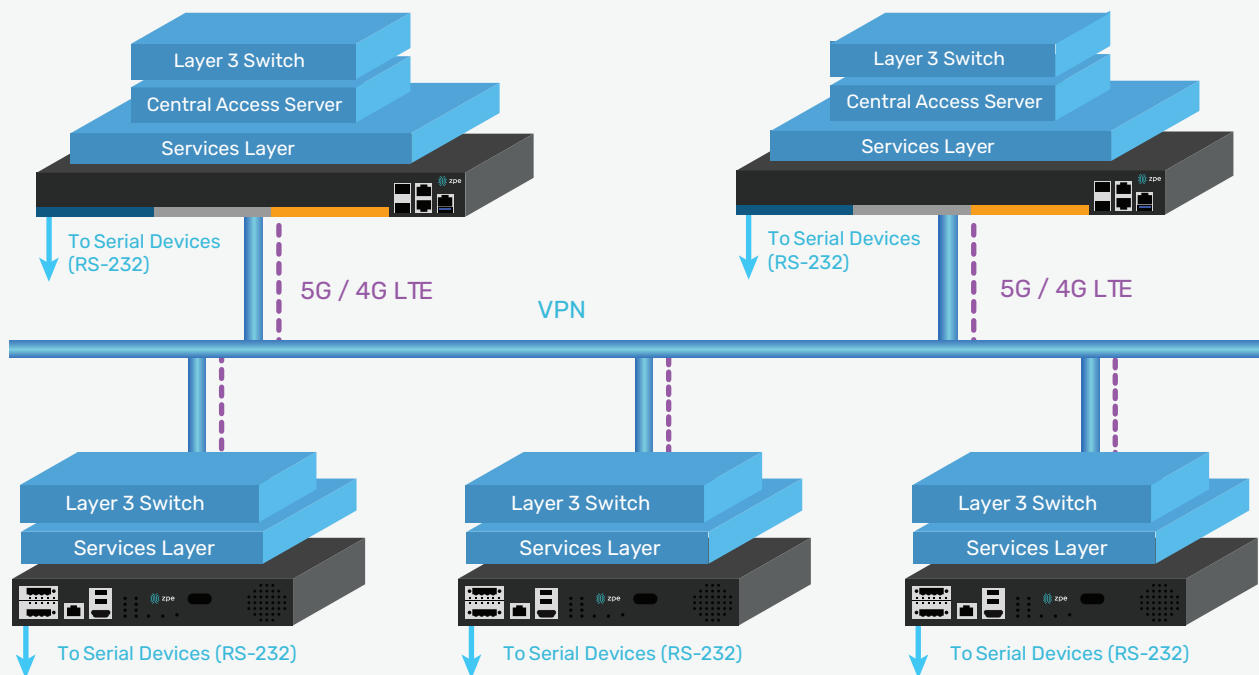 Layer 3 Switch
Central Access Server
Services Layer
zpe
To Serial Devices
(RS-232)
5G / 4G LTE
Layer 3 Switch
Central Access Server
Services Layer
zpe
To Serial Devices
(RS-232)
5G / 4G LTE
VPN
Layer 3 Switch
Services Layer
zpe
To Serial Devices (RS-232)
Layer 3 Switch
Services Layer
zpe
To Serial Devices (RS-232)
Layer 3 Switch
Services Layer
zpe
To Serial Devices (RS-232)